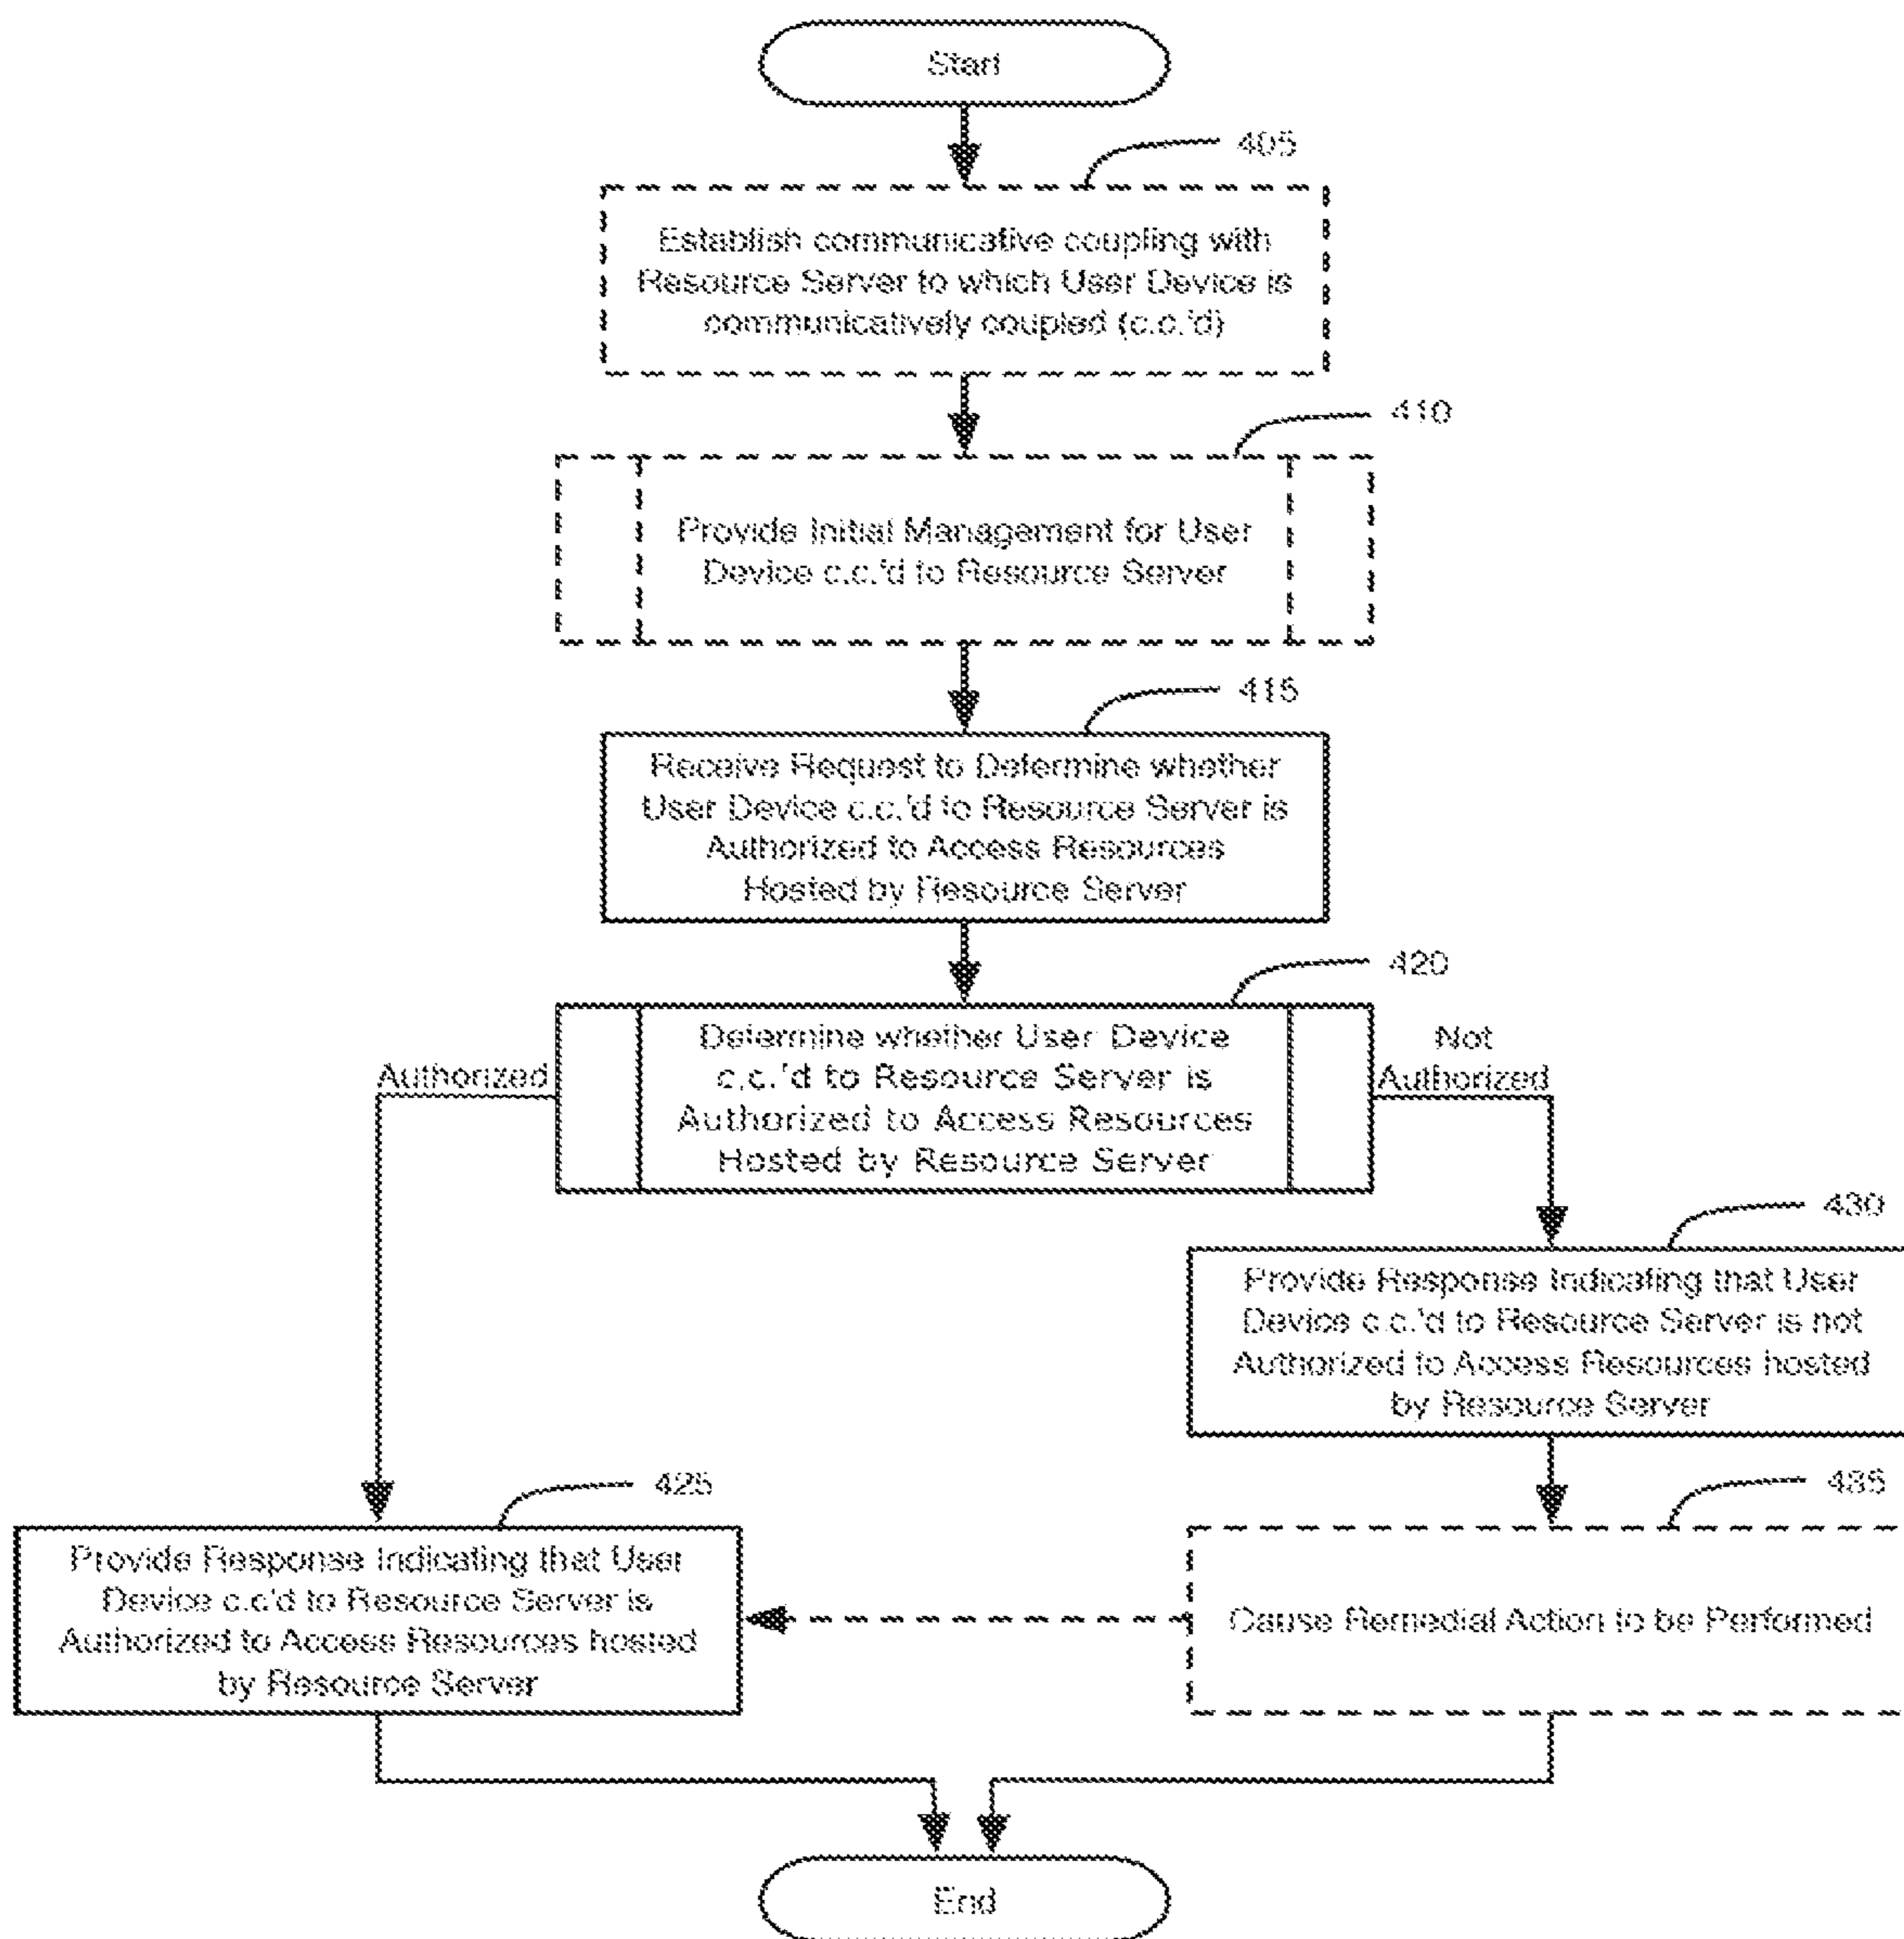 Start
405
Establish communicative coupling with
Resource Server to which User Device is
communicatively coupled (c.c.'d)
410
Provide Initial Management for User
Device c.c.'d to Resource Server
415
Receive Request to Determine whether
User Device c.c.'d to Resource Server is
Authorized to Access Resources
Hosted by Resource Server
420
Determine whether User Device
c.c.'d to Resource Server is
Authorized to Access Resources
Hosted by Resource Server
Authorized
Not
Authorized
430
Provide Response Indicating that User
Device c.c.'d to Resource Server is not
Authorized to Access Resources hosted
by Resource Server
425
Provide Response Indicating that User
Device c.c'd to Resource Server is
Authorized to Access Resources hosted
by Resource Server
435
Cause Remedial Action to be Performed
End